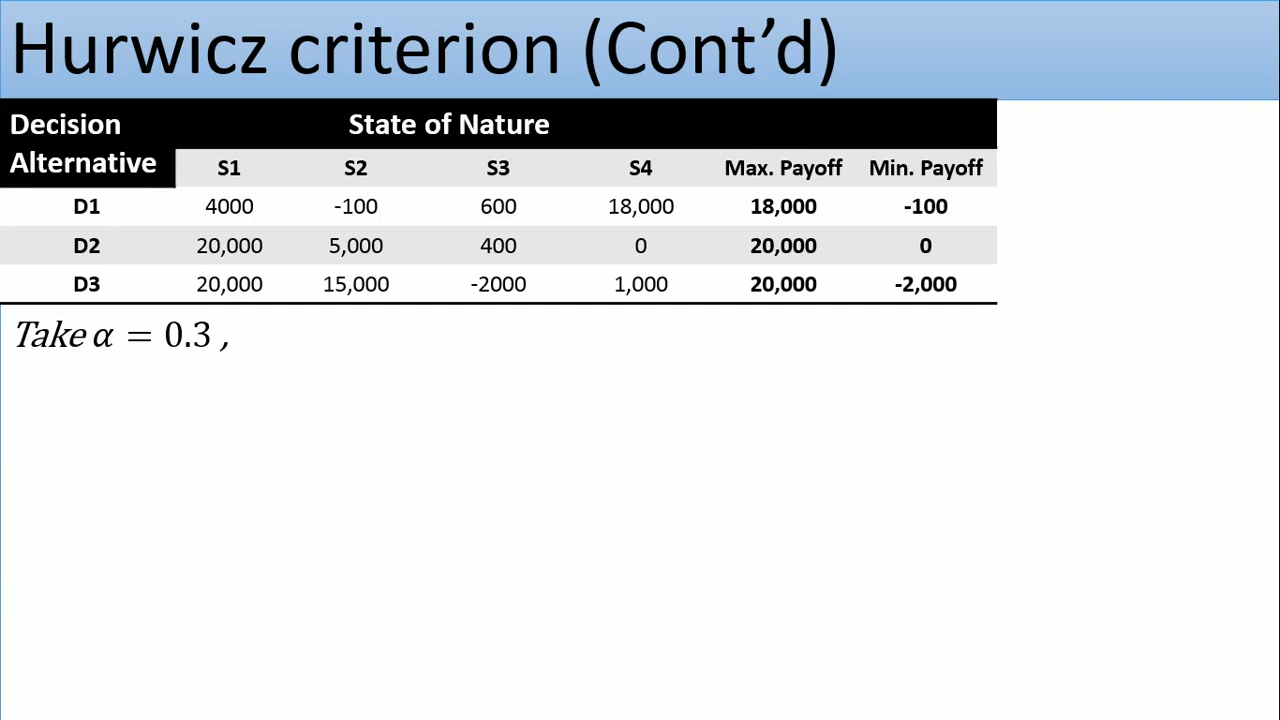 Hurwicz criterion (Cont’d)
Decision Alternative State of Nature
S1 S2 S3 S4 Max. Payoff Min. Payoff
D1 4000 -100 600 18,000 18,000 -100
D2 20,000 5,000 400 0 20,000 0
D3 20,000 15,000 -2000 1,000 20,000 -2,000
Take α = 0.3 ,